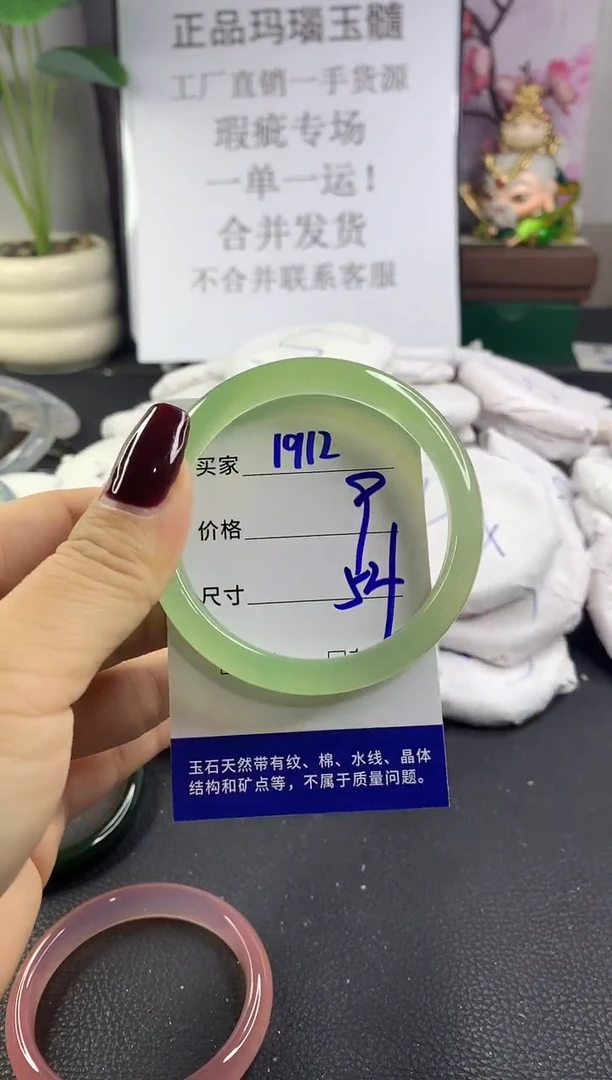 正品玛瑙玉髓
工厂直销一手货源
瑕疵专场
一单一运!
合并发货
不合并联系客服
买家 1912
价格
尺寸 54
玉石天然带有纹、棉、水线、晶体
结构和矿点等，不属于质量问题。